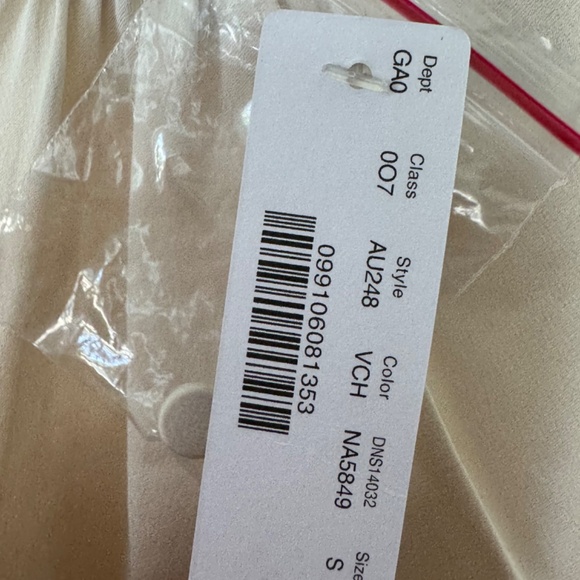 Dept Class Style Color DNS14032 Size
GA0 0O7 AU248 VCH NA5849 S
099106081353